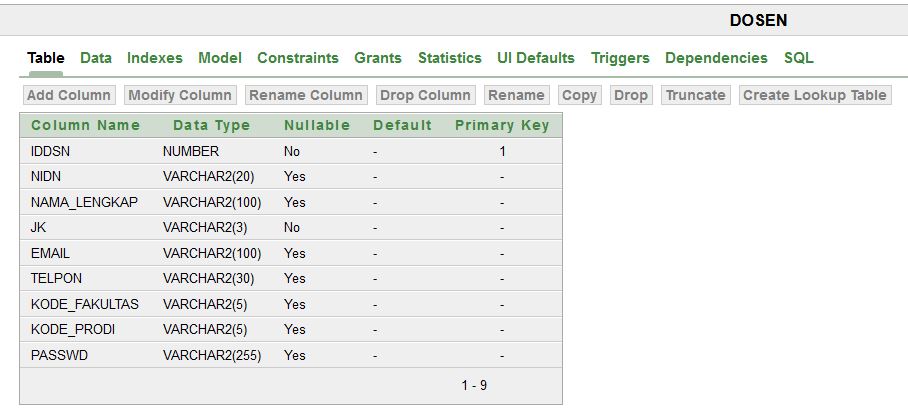 DOSEN
Table Data Indexes Model Constraints Grants Statistics UI Defaults Triggers Dependencies SQL
Add Column Modify Column Rename Column Drop Column Rename Copy Drop Truncate Create Lookup Table
Column Name Data Type Nullable Default Primary Key
IDDSN NUMBER No - 1
NIDN VARCHAR2(20) Yes - -
NAMA_LENGKAP VARCHAR2(100) Yes - -
JK VARCHAR2(3) No - -
EMAIL VARCHAR2(100) Yes - -
TELPON VARCHAR2(30) Yes - -
KODE_FAKULTAS VARCHAR2(5) Yes - -
KODE_PRODI VARCHAR2(5) Yes - -
PASSWD VARCHAR2(255) Yes - -
1 - 9